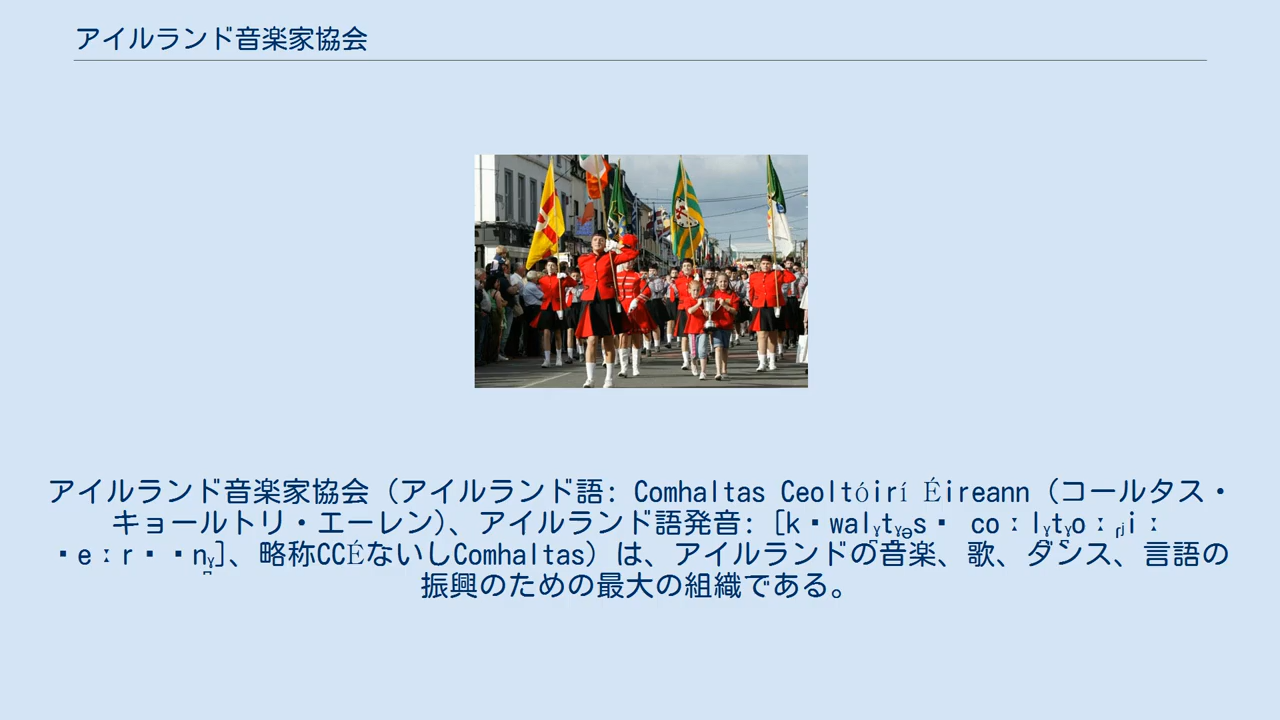 アイルランド音楽家協会
アイルランド音楽家協会（アイルランド語: Comhaltas Ceoltóirí Éireann（コールタス・
キョールトリ・エーレン）、アイルランド語発音: [k▪walˠt̪ˠəs▪ coːlˠt̪ˠoːɾʲiː
▪eːr▪▪n̪ˠ]、略称CCÉないしComhaltas）は、アイルランドの音楽、歌、ダンス、言語の
振興のための最大の組織である。